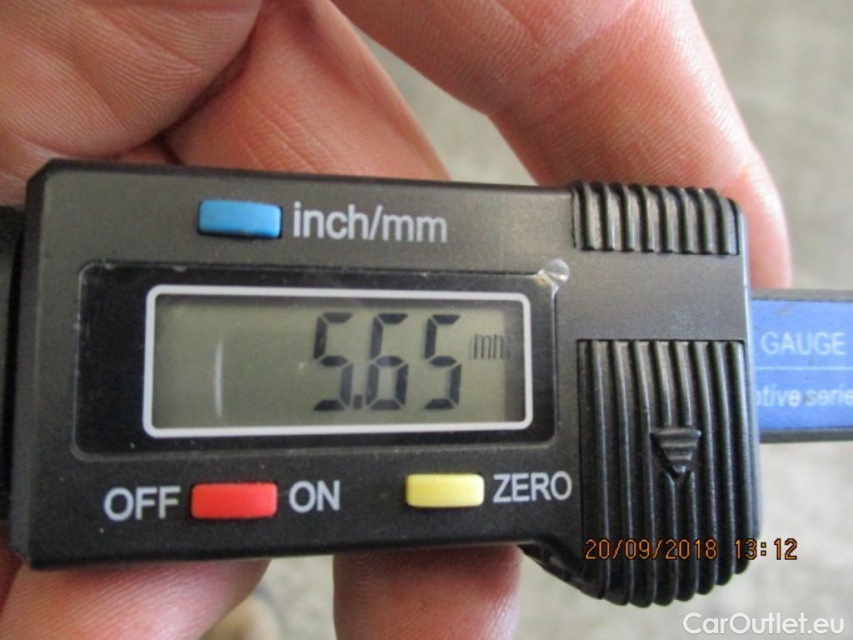 inch/mm
5.65 mm
GAUGE
OFF ON ZERO
20/09/2018 13:12
CarOutlet.eu